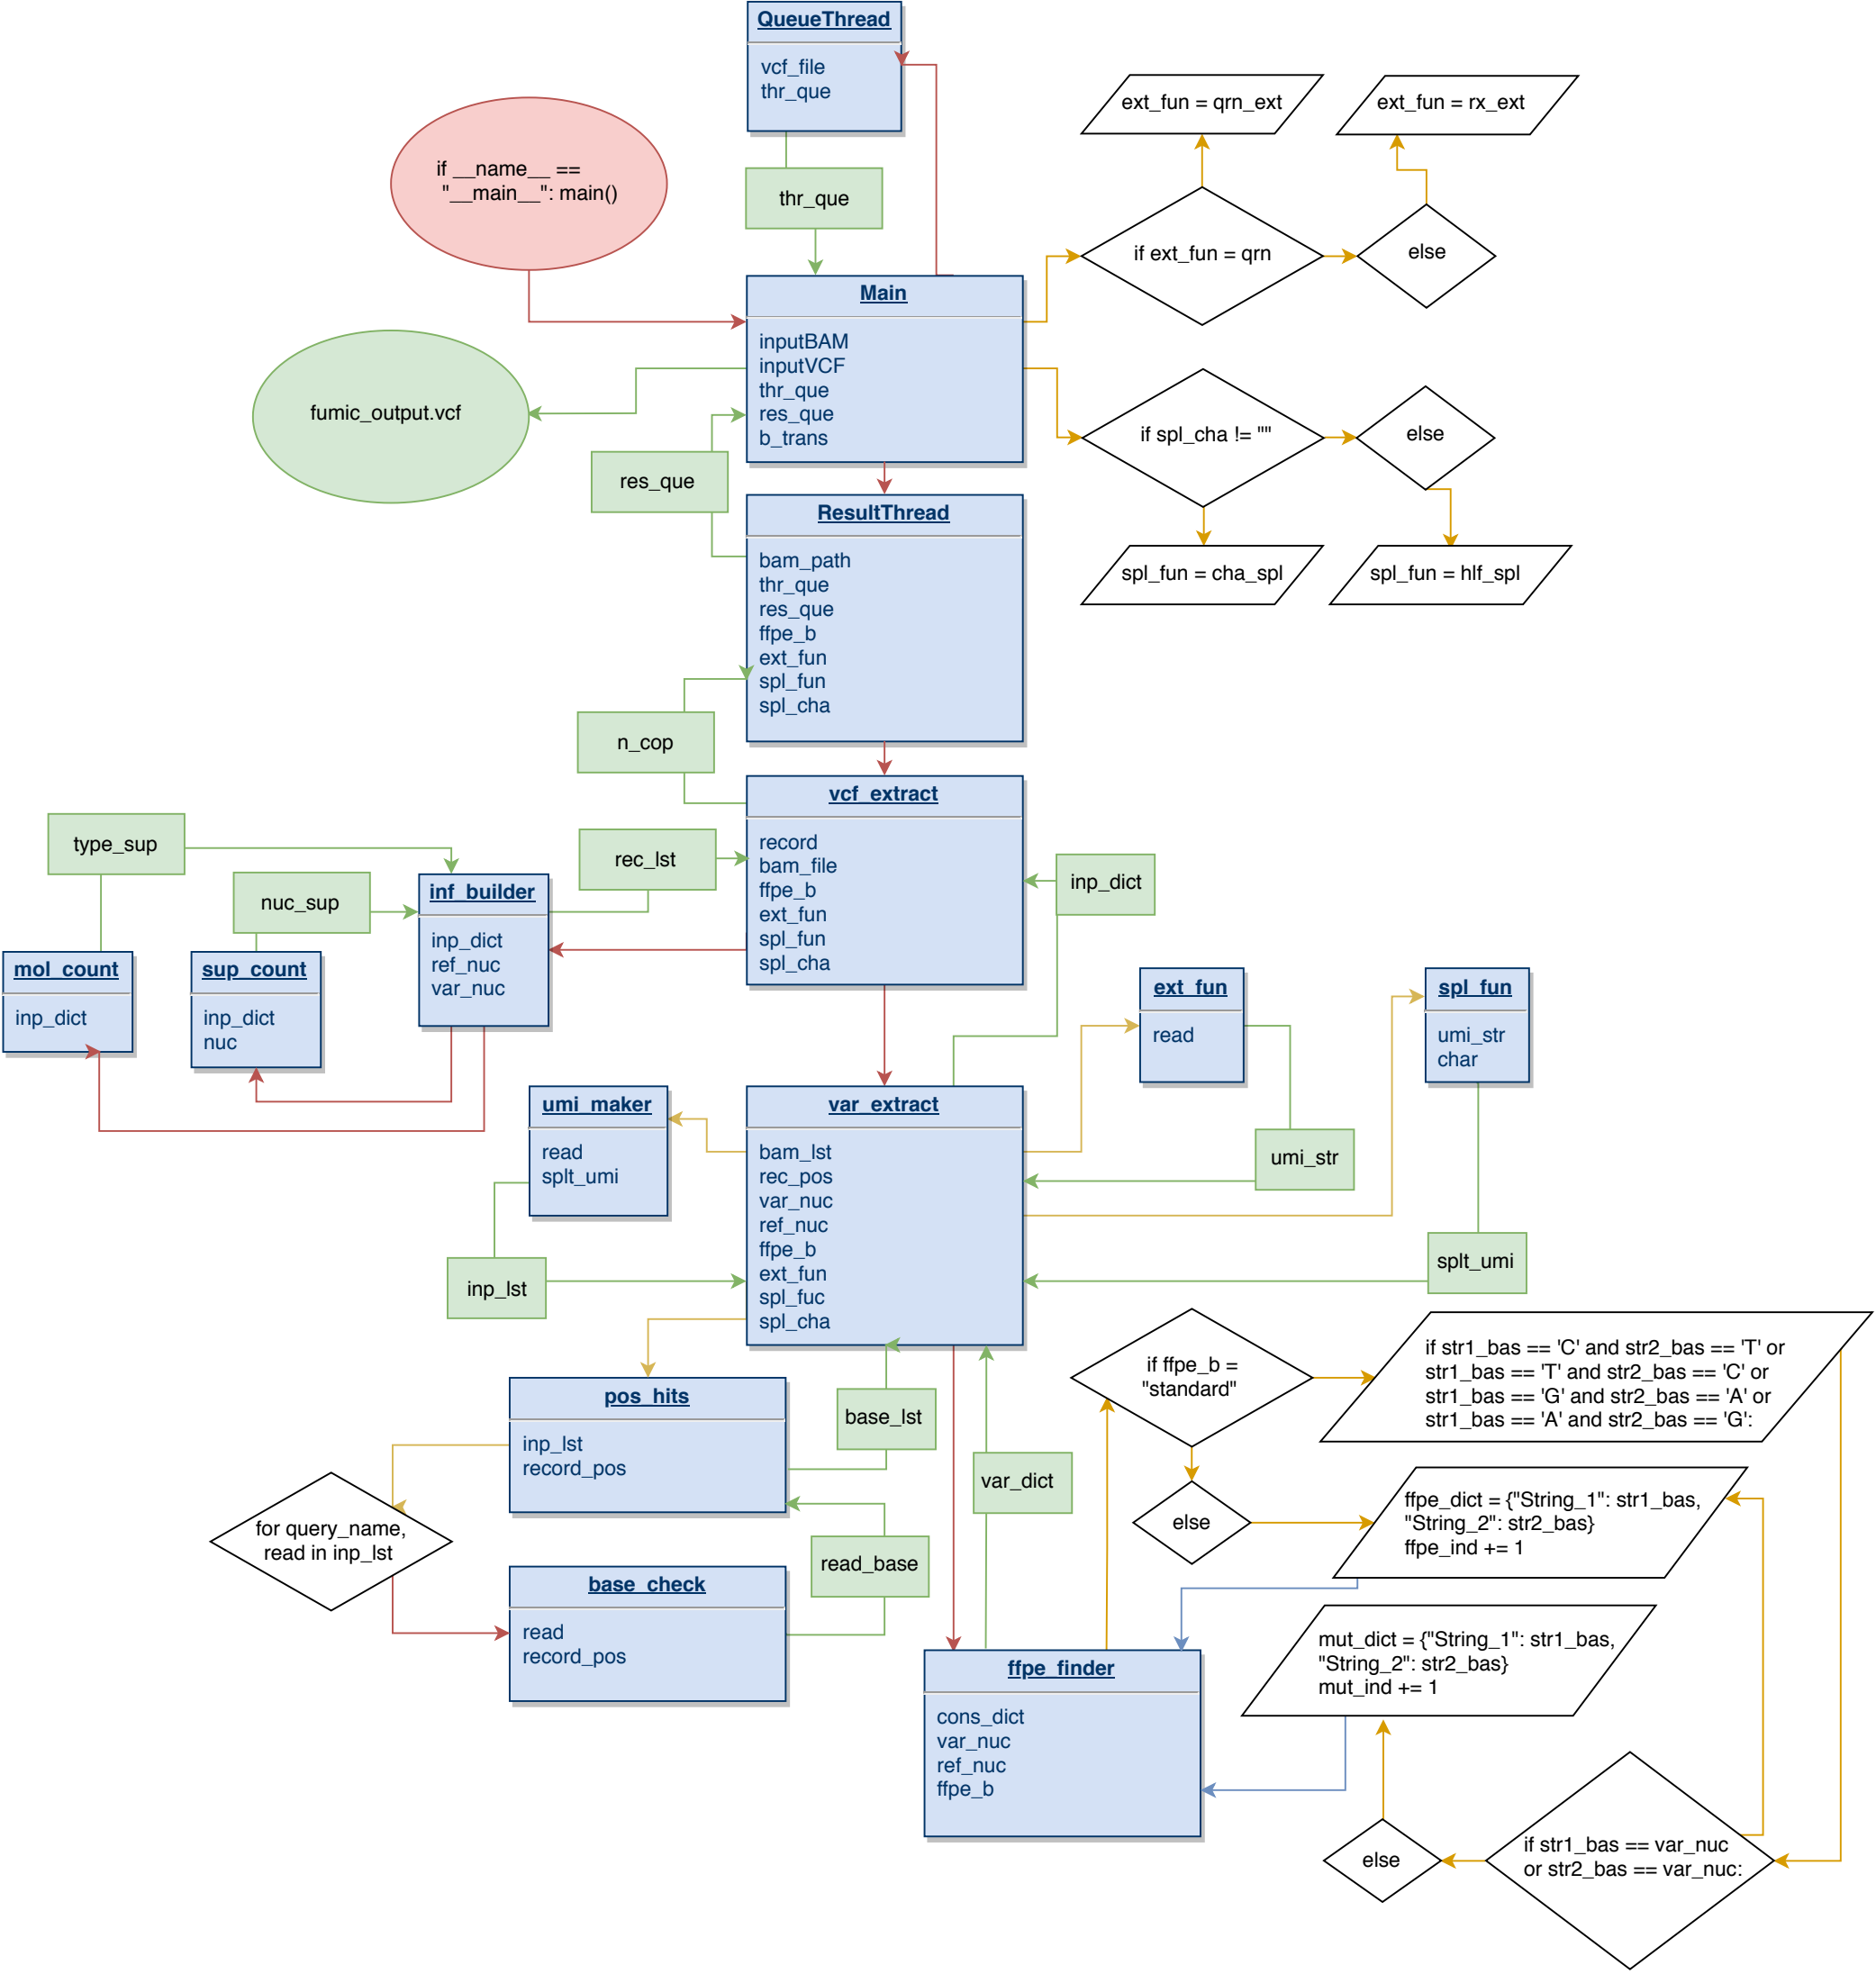 QueueThread
vcf_file
thr_que
thr_que
if __name__ ==
"__main__": main()
ext_fun = qrn_ext
ext_fun = rx_ext
if ext_fun = qrn
else
Main
inputBAM
inputVCF
thr_que
res_que
b_trans
fumic_output.vcf
res_que
if spl_cha != ""
else
spl_fun = cha_spl
spl_fun = hlf_spl
ResultThread
bam_path
thr_que
res_que
ffpe_b
ext_fun
spl_fun
spl_cha
n_cop
vcf_extract
record
bam_file
ffpe_b
ext_fun
spl_fun
spl_cha
type_sup
nuc_sup
rec_lst
inp_dict
inf_builder
inp_dict
ref_nuc
var_nuc
mol_count
inp_dict
sup_count
inp_dict
nuc
ext_fun
read
spl_fun
umi_str
char
umi_maker
read
splt_umi
var_extract
bam_lst
rec_pos
var_nuc
ref_nuc
ffpe_b
ext_fun
spl_fuc
spl_cha
umi_str
splt_umi
inp_lst
pos_hits
inp_lst
record_pos
base_lst
var_dict
if ffpe_b =
"standard"
if str1_bas == 'C' and str2_bas == 'T' or
str1_bas == 'T' and str2_bas == 'C' or
str1_bas == 'G' and str2_bas == 'A' or
str1_bas == 'A' and str2_bas == 'G':
else
ffpe_dict = {"String_1": str1_bas,
"String_2": str2_bas}
ffpe_ind += 1
for query_name,
read in inp_lst
read_base
base_check
read
record_pos
mut_dict = {"String_1": str1_bas,
"String_2": str2_bas}
mut_ind += 1
ffpe_finder
cons_dict
var_nuc
ref_nuc
ffpe_b
else
if str1_bas == var_nuc
or str2_bas == var_nuc: